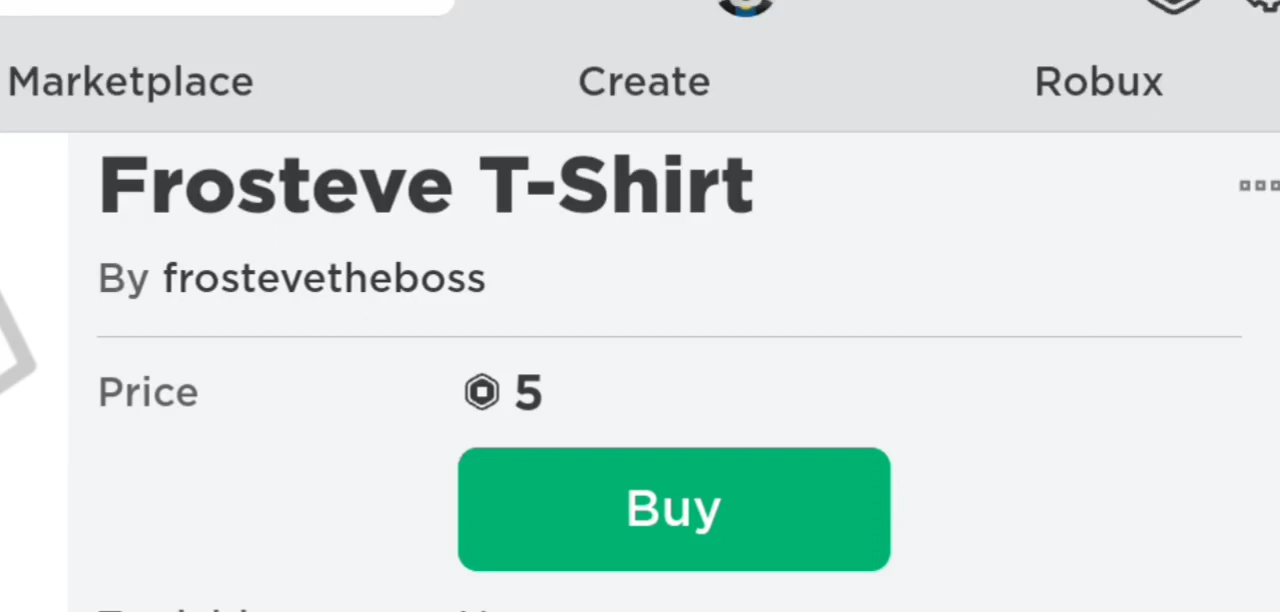 Marketplace Create Robux
Frosteve T-Shirt
By frostevetheboss
Price 5
Buy